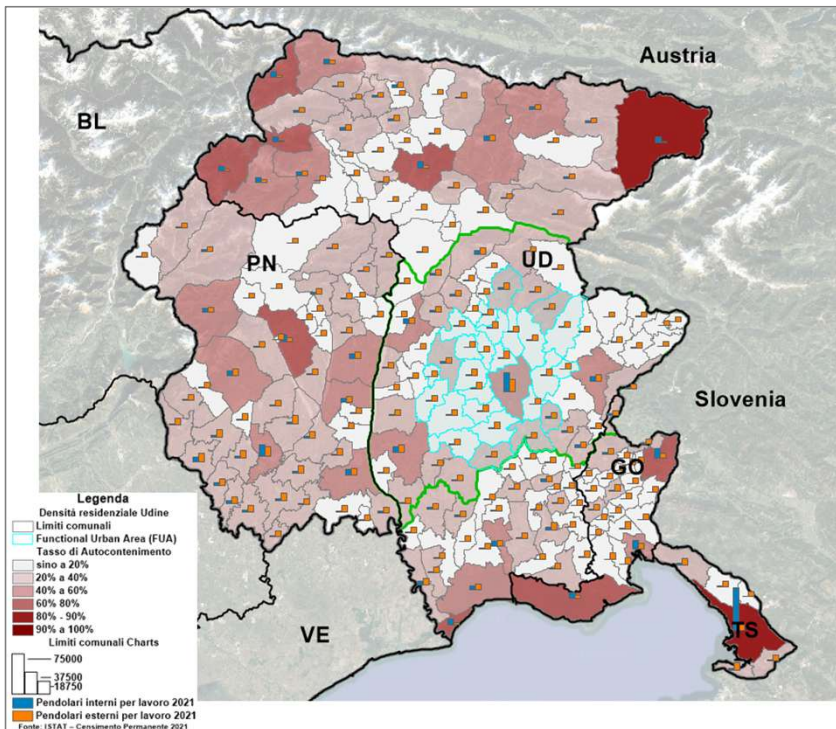 Austria
BL
PN
UD
Slovenia
GO
VE
TS
Legenda
Densitá residenziale Udine
Limiti comunali
Functional Urban Area (FUA)
Tasso di Autocontenimento
sino a 20%
20% a 40%
40% a 60%
60% 80%
80% - 90%
90% a 100%
Limiti comunali Charts
75000
37500
18750
Pendolari interni per lavoro 2021
Pendolari esterni per lavoro 2021
Fonte: ISTAT – Censimento Permanente 2021